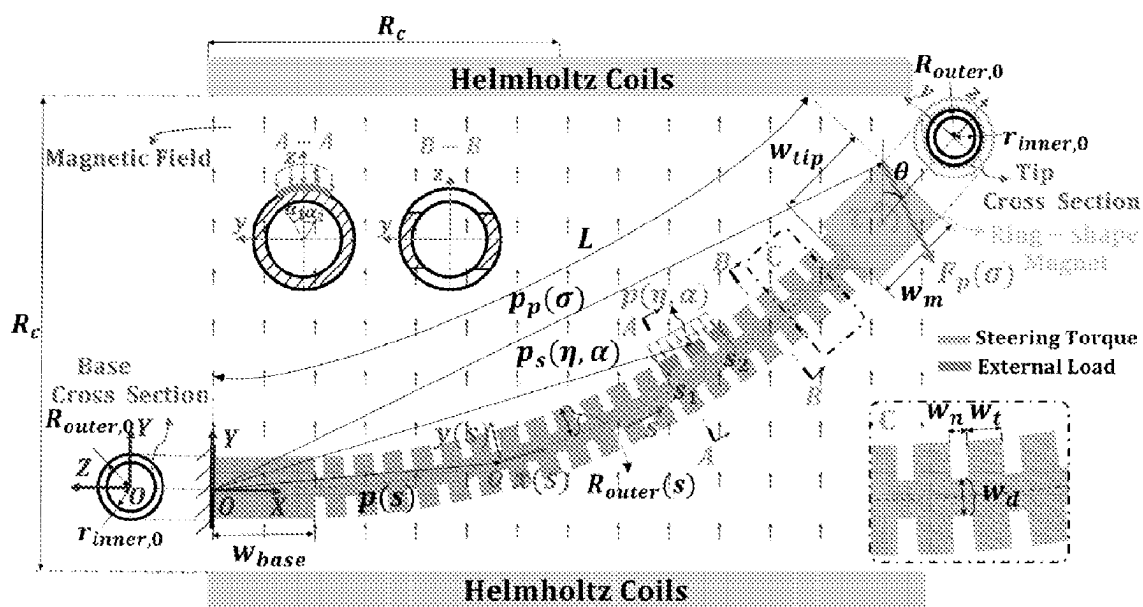 R_c
Helmholtz Coils
R_outer,0
r_inner,0
Magnetic Field
A - A
B - B
z
z
y
y
w_tip
θ
Tip
Cross Section
Ring - shape
Magnet
L
C
B
F_p(σ)
w_m
p_p(σ)
p(η, α)
A
R_c
p_s(η, α)
Steering Torque
External Load
Base
Cross Section
s_1
B
R_outer,0
Y
Y
C
w_n
w_t
y(s)
A
Z
O
O
X
p(s)
x(s)
R_outer(s)
w_d
r_inner,0
w_base
Helmholtz Coils